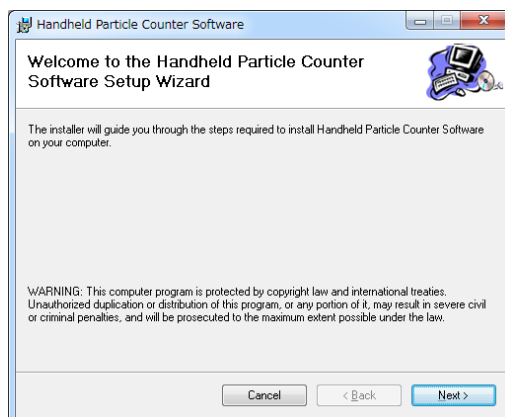 Handheld Particle Counter Software
Welcome to the Handheld Particle Counter
Software Setup Wizard
The installer will guide you through the steps required to install Handheld Particle Counter Software
on your computer.
WARNING: This computer program is protected by copyright law and international treaties.
Unauthorized duplication or distribution of this program, or any portion of it, may result in severe civil
or criminal penalties, and will be prosecuted to the maximum extent possible under the law.
Cancel
< Back
Next >